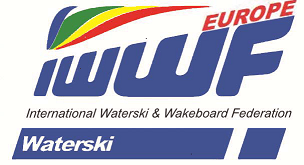 EUROPE
iWWF
International Waterski & Wakeboard Federation
Waterski